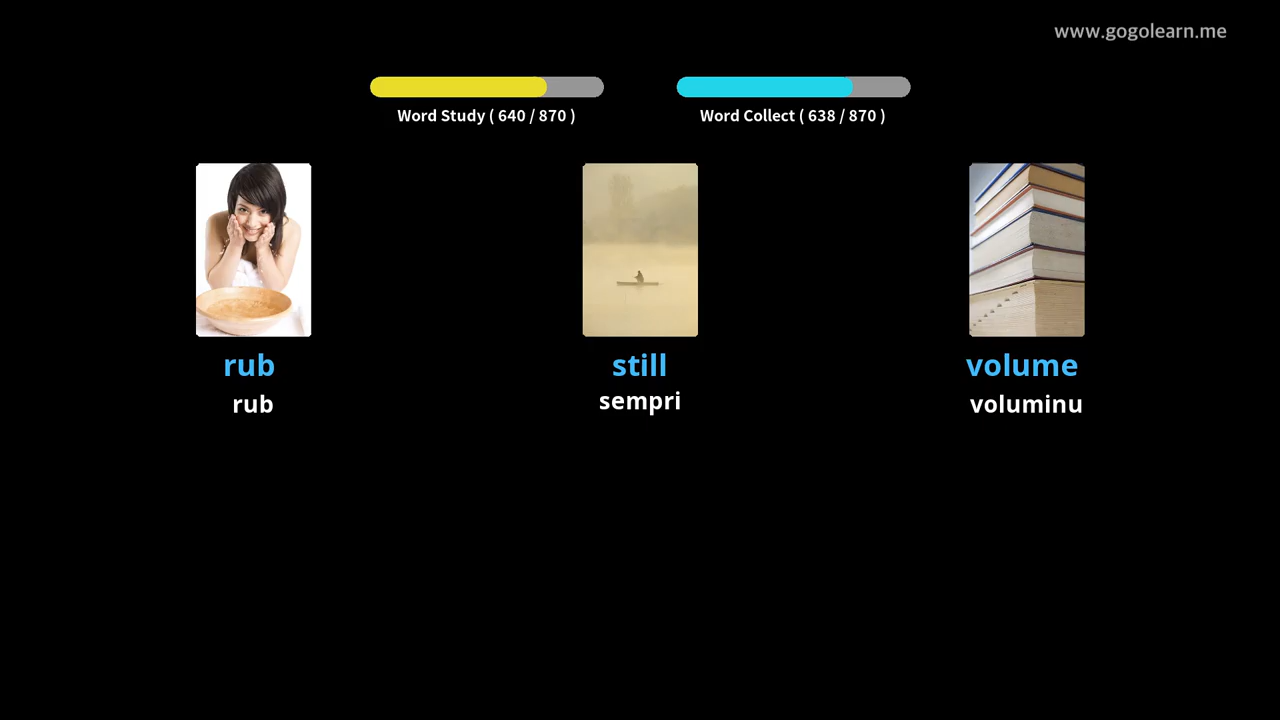 www.gogolearn.me
Word Study ( 640 / 870 )
Word Collect ( 638 / 870 )
rub
still
volume
rub
sempri
voluminu